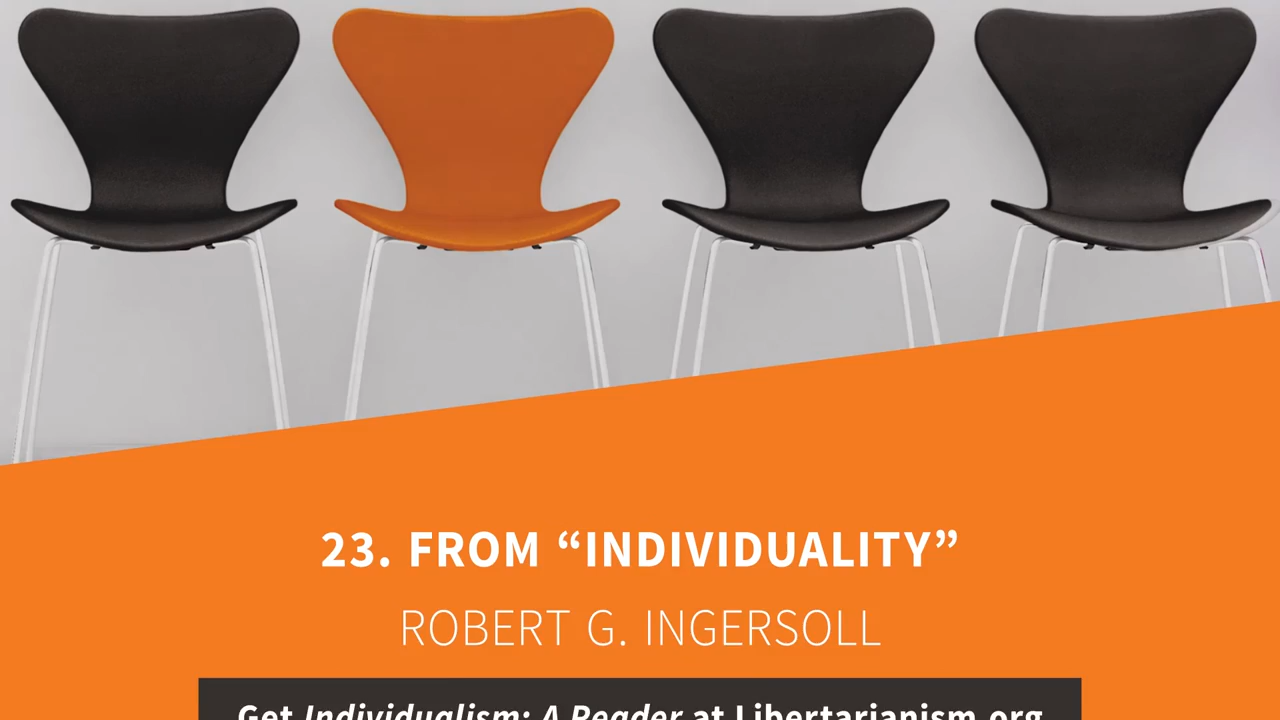 23. FROM “INDIVIDUALITY”
ROBERT G. INGERSOLL
Get Individualism: A Reader at Libertarianism.org